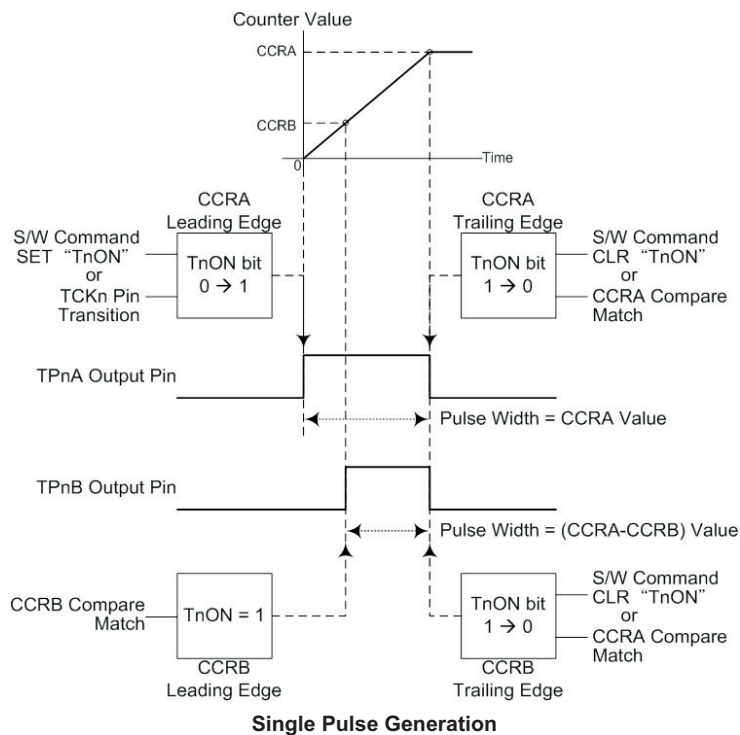 Counter Value
CCRA
CCRB
0
Time
CCRA
Leading Edge
S/W Command
SET “TnON”
or
TCKn Pin
Transition
TnON bit
0 → 1
CCRA
Trailing Edge
TnON bit
1 → 0
S/W Command
CLR “TnON”
or
CCRA Compare
Match
TPnA Output Pin
Pulse Width = CCRA Value
TPnB Output Pin
Pulse Width = (CCRA-CCRB) Value
CCRB Compare
Match
TnON = 1
CCRB
Leading Edge
TnON bit
1 → 0
S/W Command
CLR “TnON”
or
CCRA Compare
Match
CCRB
Trailing Edge
Single Pulse Generation